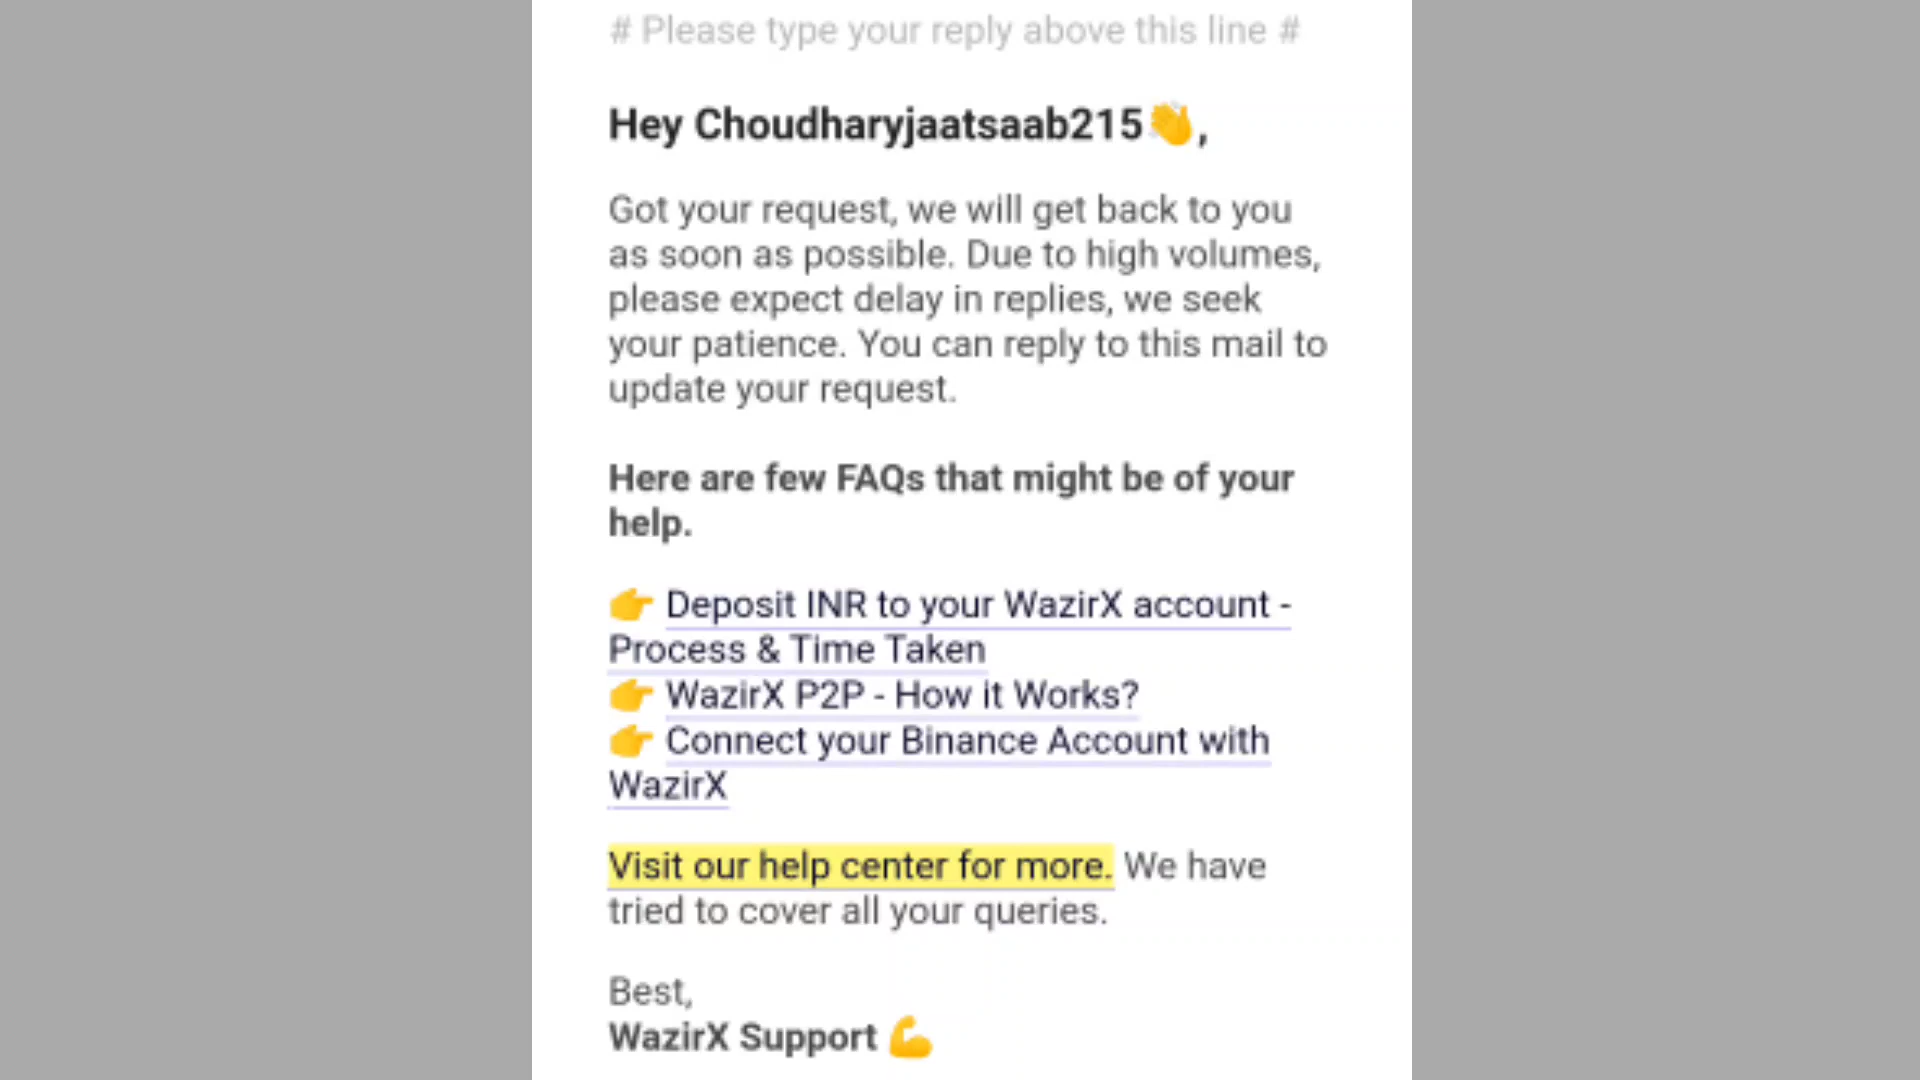 # Please type your reply above this line #
Hey Choudharyjaatsaab215👋,
Got your request, we will get back to you
as soon as possible. Due to high volumes,
please expect delay in replies, we seek
your patience. You can reply to this mail to
update your request.
Here are few FAQs that might be of your
help.
👉 Deposit INR to your WazirX account -
Process & Time Taken
👉 WazirX P2P - How it Works?
👉 Connect your Binance Account with
WazirX
Visit our help center for more. We have
tried to cover all your queries.
Best,
WazirX Support 💪